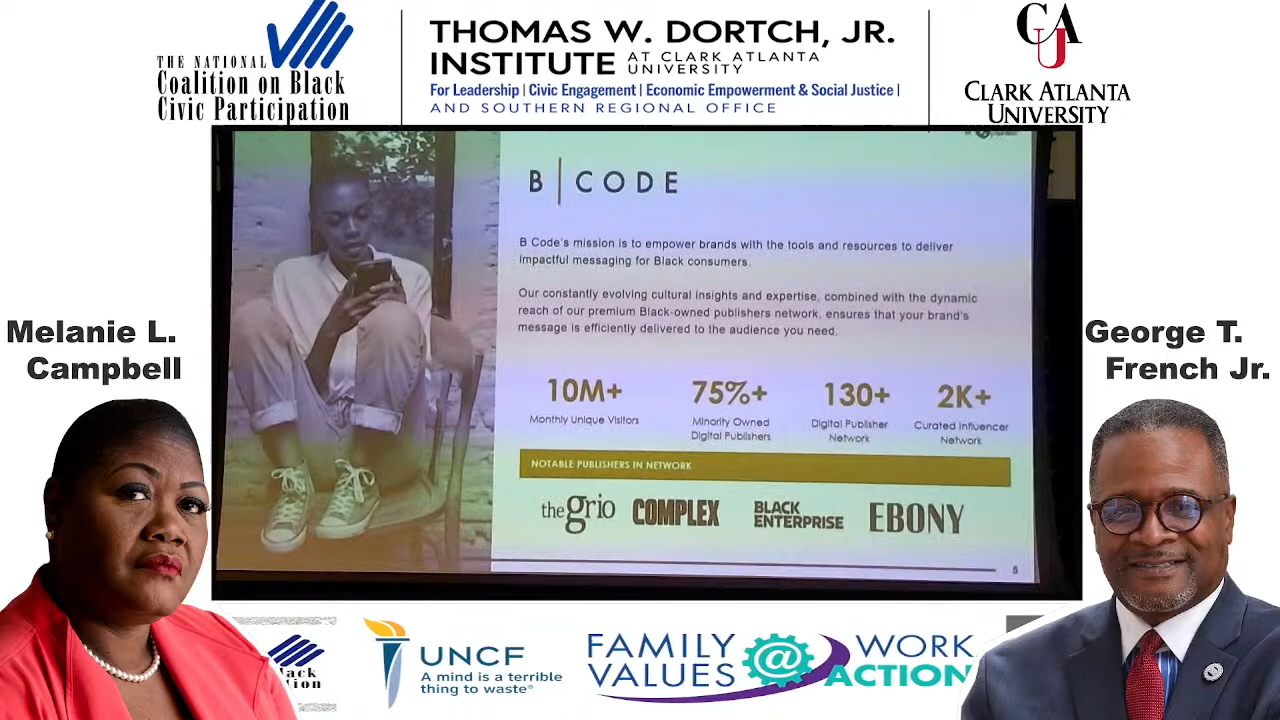 THE NATIONAL
Coalition on Black
Civic Participation
THOMAS W. DORTCH, JR.
INSTITUTE AT CLARK ATLANTA
UNIVERSITY
For Leadership | Civic Engagement | Economic Empowerment & Social Justice |
AND SOUTHERN REGIONAL OFFICE
CAU
CLARK ATLANTA
UNIVERSITY
B | CODE
B Code's mission is to empower brands with the tools and resources to deliver
impactful messaging for Black consumers.
Our constantly evolving cultural insights and expertise, combined with the dynamic
reach of our premium Black-owned publishers network, ensures that your brand's
message is efficiently delivered to the audience you need.
10M+
Monthly Unique Visitors
75%+
Minority Owned
Digital Publishers
130+
Digital Publisher
Network
2K+
Curated Influencer
Network
NOTABLE PUBLISHERS IN NETWORK
thegrio
COMPLEX
BLACK
ENTERPRISE
EBONY
5
Melanie L.
Campbell
George T.
French Jr.
UNCF
A mind is a terrible
thing to waste®
FAMILY
VALUES
@
WORK
ACTION